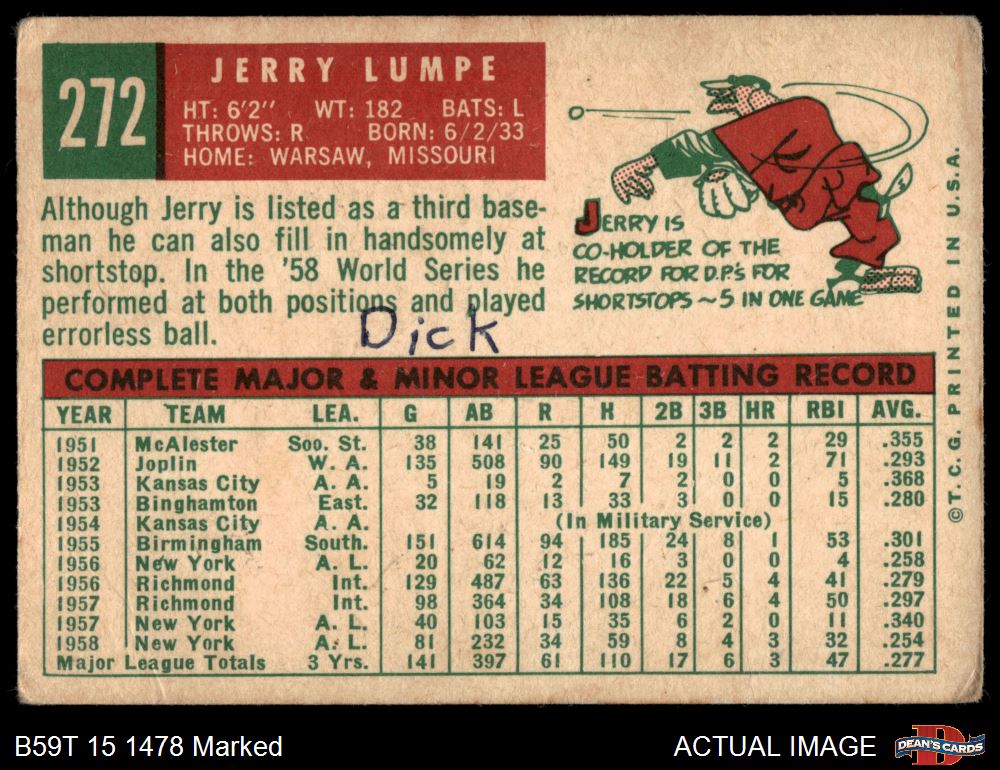 272
JERRY LUMPE
HT: 6'2" WT: 182 BATS: L
THROWS: R BORN: 6/2/33
HOME: WARSAW, MISSOURI
Although Jerry is listed as a third base-
man he can also fill in handsomely at
shortstop. In the '58 World Series he
performed at both positions and played
errorless ball.
Dick
JERRY IS
CO-HOLDER OF THE
RECORD FOR D.P.'s FOR
SHORTSTOPS ~ 5 IN ONE GAME
COMPLETE MAJOR & MINOR LEAGUE BATTING RECORD
YEAR TEAM LEA. G AB R H 2B 3B HR RBI AVG.
1951 McAlester Soo. St. 38 141 25 50 2 2 2 29 .355
1952 Joplin W. A. 135 508 90 149 19 11 2 71 .293
1953 Kansas City A. A. 5 19 2 7 2 0 0 5 .368
1953 Binghamton East. 32 118 13 33 3 0 0 15 .280
1954 Kansas City A. A. (In Military Service)
1955 Birmingham South. 151 614 94 185 24 8 1 53 .301
1956 New York A. L. 20 62 12 16 3 0 0 4 .258
1956 Richmond Int. 129 487 63 136 22 5 4 41 .279
1957 Richmond Int. 98 364 34 108 18 6 4 50 .297
1957 New York A. L. 40 103 15 35 6 2 0 11 .340
1958 New York A. L. 81 232 34 59 8 4 3 32 .254
Major League Totals 3 Yrs. 141 397 61 110 17 6 3 47 .277
©T. C. G. PRINTED IN U.S.A.
B59T 15 1478 Marked
ACTUAL IMAGE
DEAN'S CARDS